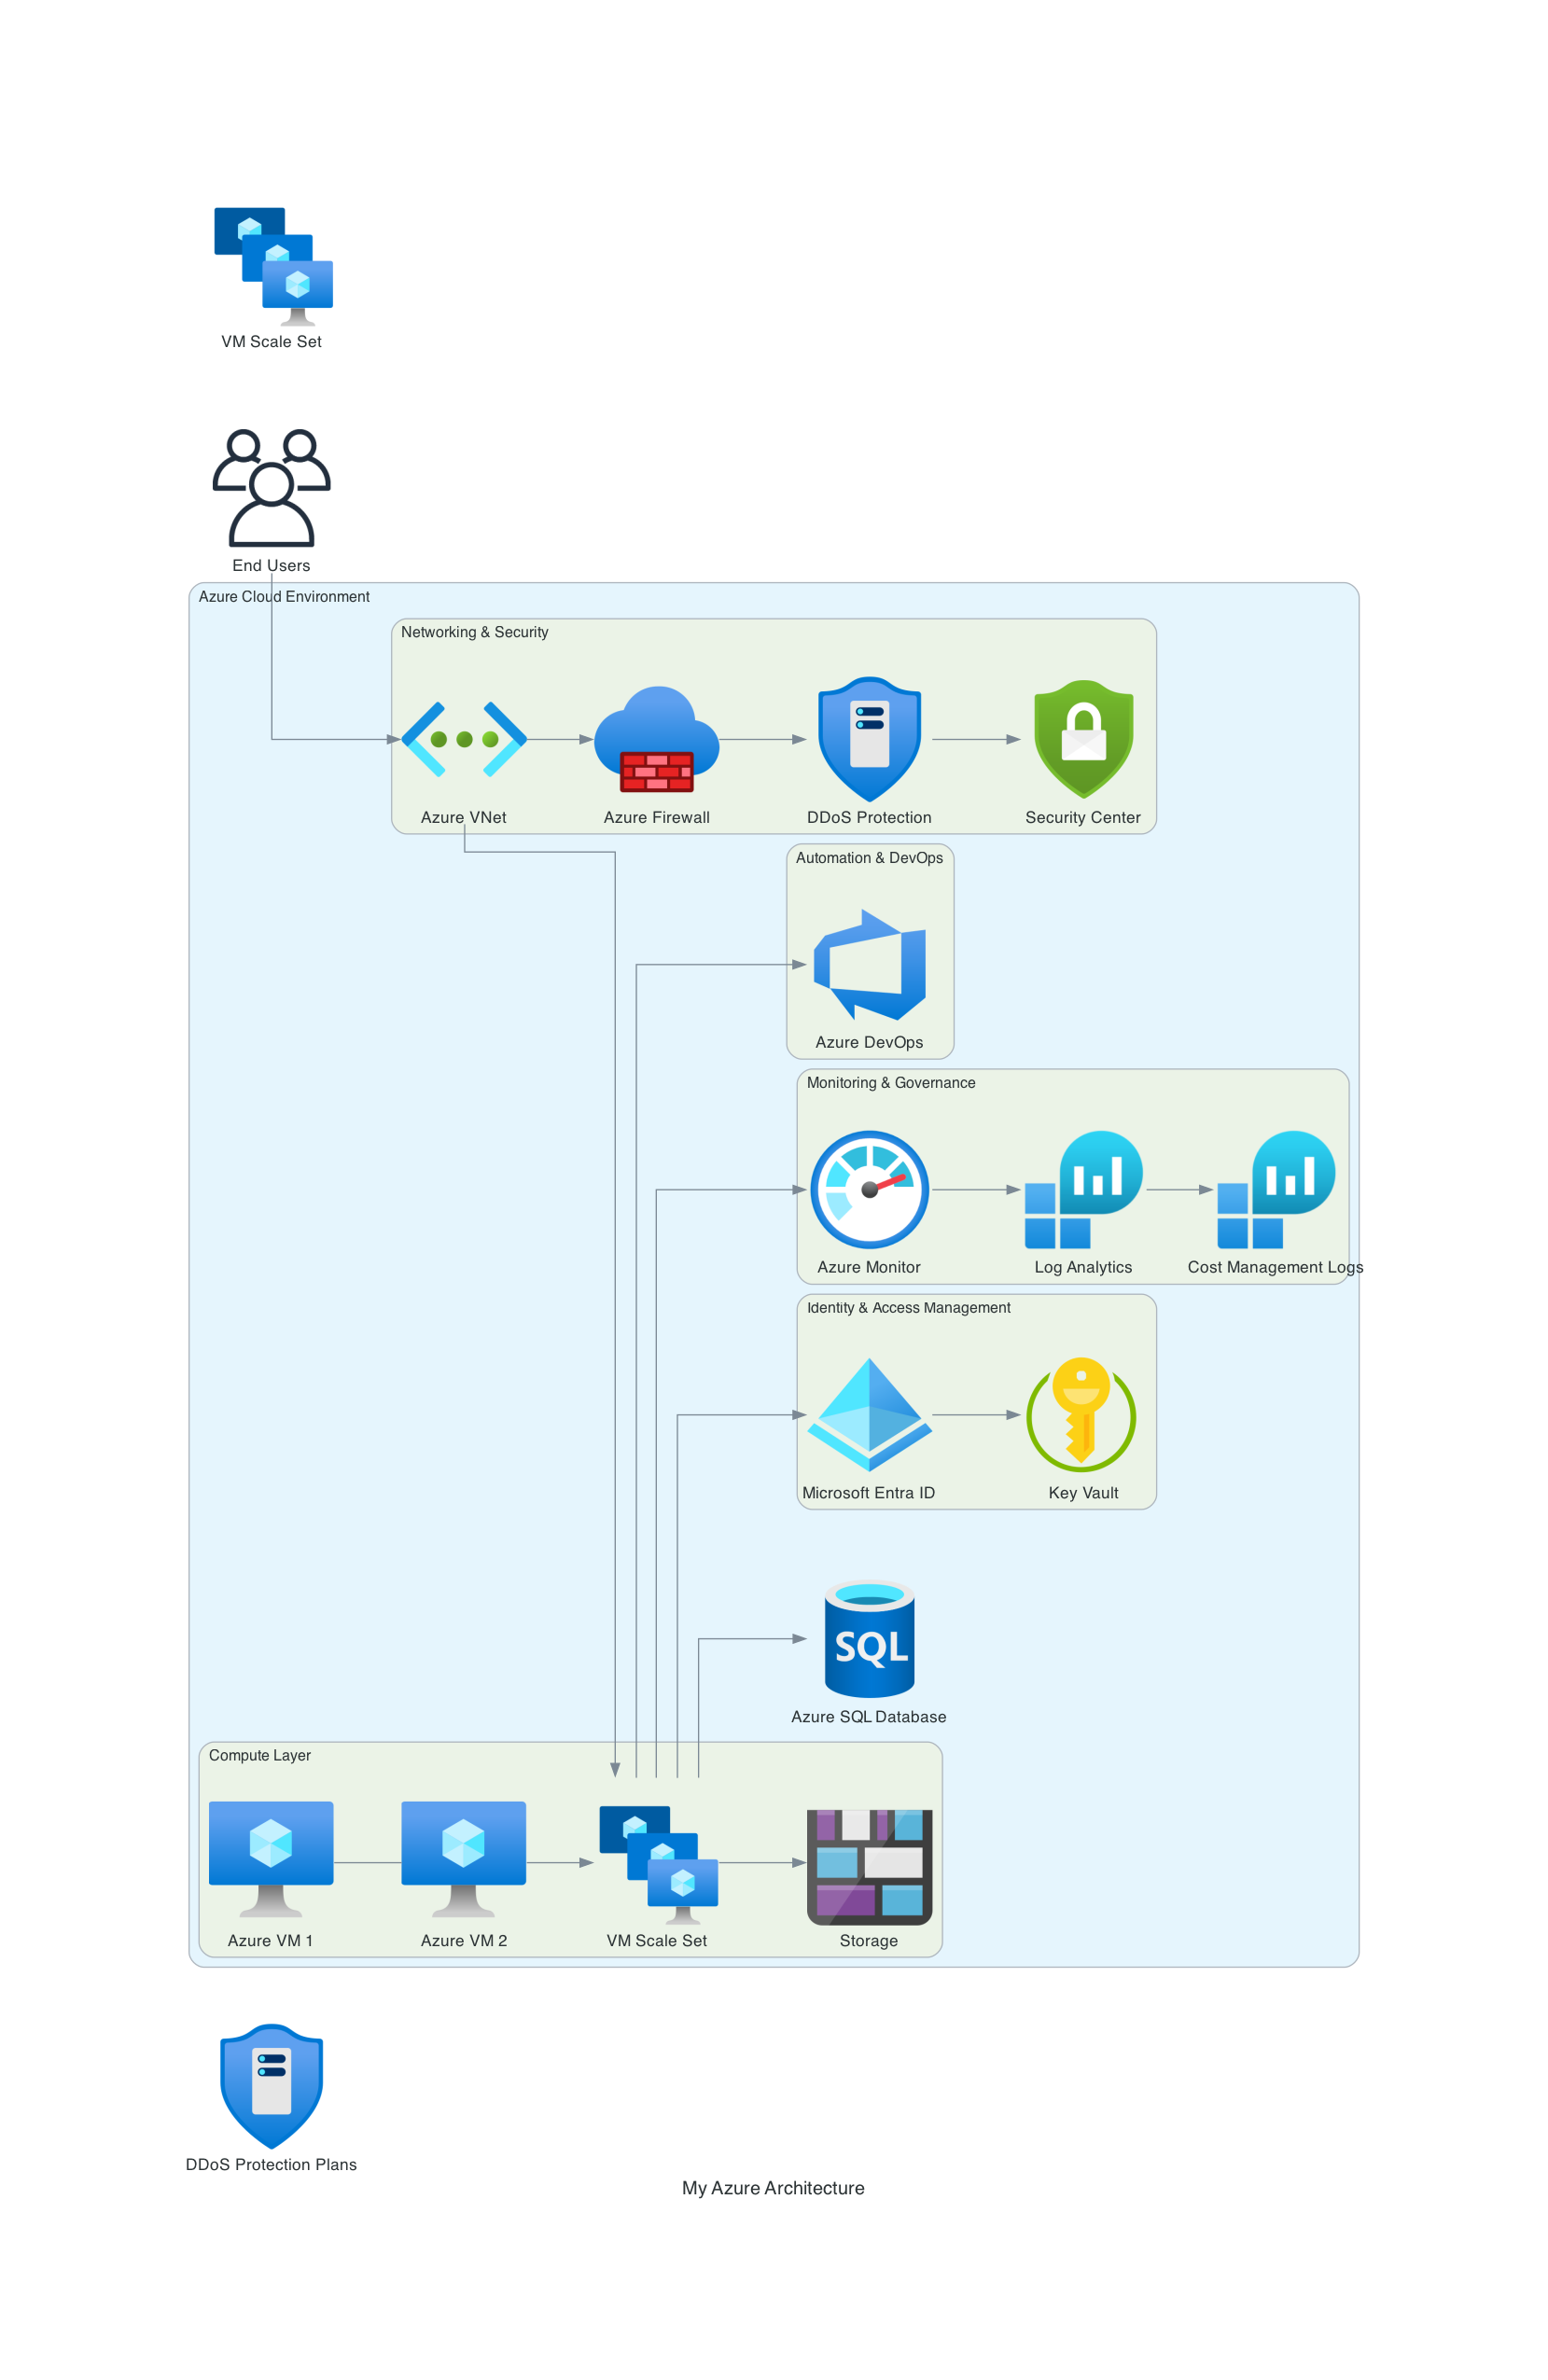 VM Scale Set
End Users
Azure Cloud Environment
Networking & Security
Azure VNet
Azure Firewall
DDoS Protection
Security Center
Automation & DevOps
Azure DevOps
Monitoring & Governance
Azure Monitor
Log Analytics
Cost Management Logs
Identity & Access Management
Microsoft Entra ID
Key Vault
SQL
Azure SQL Database
Compute Layer
Azure VM 1
Azure VM 2
VM Scale Set
Storage
DDoS Protection Plans
My Azure Architecture